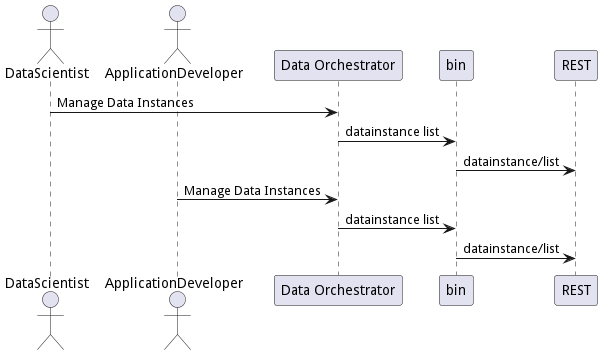 DataScientist
ApplicationDeveloper
Data Orchestrator
bin
REST
Manage Data Instances
datainstance list
datainstance/list
Manage Data Instances
datainstance list
datainstance/list
DataScientist
ApplicationDeveloper
Data Orchestrator
bin
REST